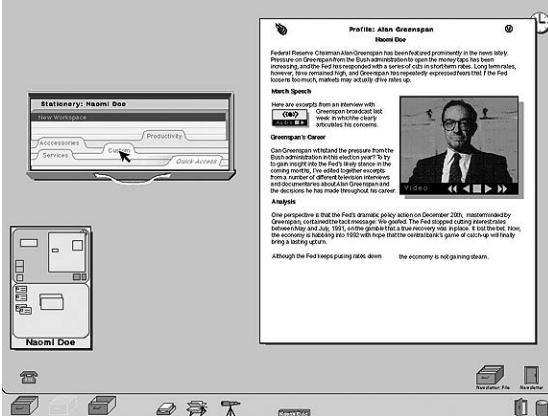 Profile: Alan Greenspan
Naomi Doe
Federal Reserve Chairman Alan Greenspan has been featured prominently in the news lately.
Pressure on Greenspan from the Bush administration to open the money taps has been
increasing, and the Fed has responded with a series of cuts in short-term rates. Long term rates,
however, have remained high, and Greenspan has repeatedly expressed fears that if the Fed
loosens too much, markets may actually drive rates up.
March Speech
Here are excerpts from an interview with
Greenspan broadcast last
week in which he clearly
articulates his concerns.
Audio
Greenspan's Career
Can Greenspan withstand the pressure from the
Bush administration in this election year? To try
to gain insight into the Fed's likely stance in the
coming months, I've edited together excerpts
from a number of different television interviews
and documentaries about Alan Greenspan and
the decisions he has made throughout his career.
Video
Analysis
One perspective is that the Fed's dramatic policy action on December 20th, masterminded by
Greenspan, contained the tacit message: We goofed. The Fed stopped cutting interest rates
between May and July, 1991, on the gamble that a true recovery was in place. It lost the bet. Now,
the economy is hobbling into 1992 with hope that the central bank's game of catch-up will finally
bring a lasting upturn.
Although the Fed keeps pusing rates down the economy is not gaining steam.
Stationery: Naomi Doe
New Workspace
Productivity
Acccessories
Custom
Services
Quick Access
Naomi Doe
Newsletter: File
Newsletter